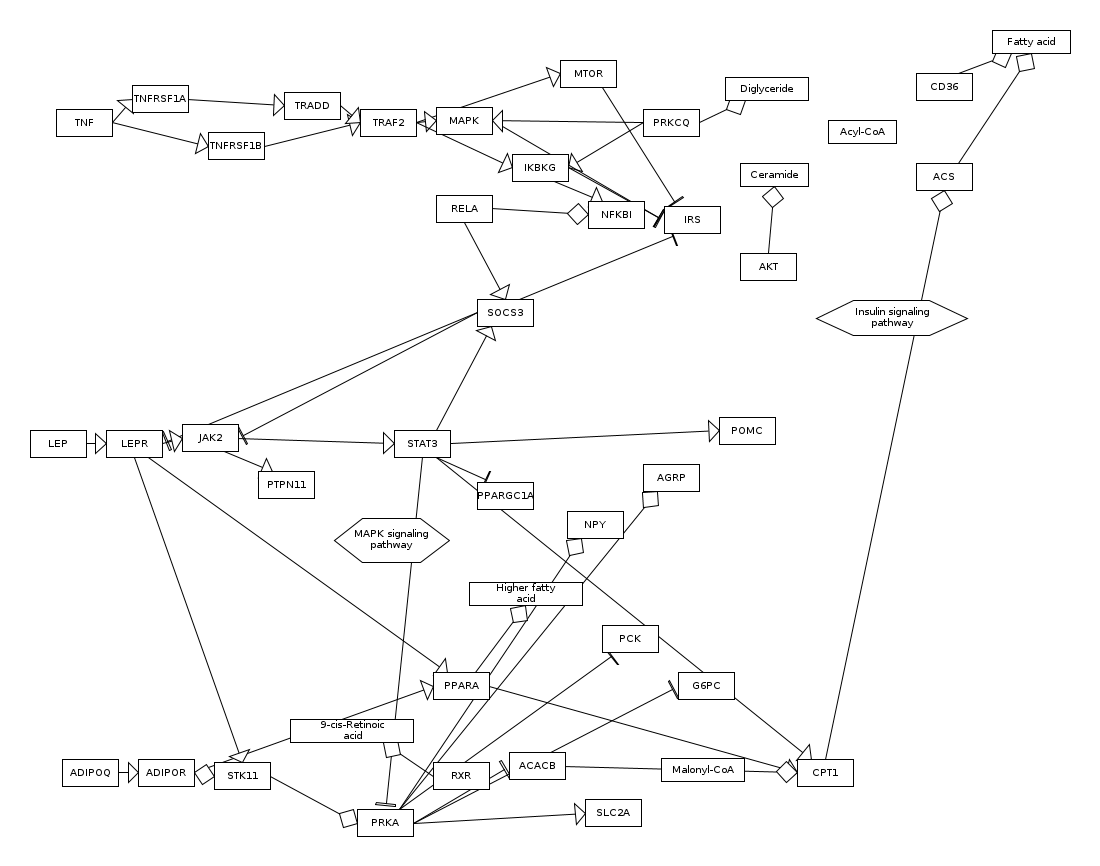 Fatty acid
MTOR
CD36
Diglyceride
TNFRSF1A
TRADD
TNF
TRAF2
MAPK
PRKCQ
Acyl-CoA
TNFRSF1B
IKBKG
Ceramide
ACS
RELA
NFKBI
IRS
AKT
SOCS3
Insulin signaling
pathway
LEP
LEPR
JAK2
STAT3
POMC
PTPN11
PPARGC1A
AGRP
NPY
MAPK signaling
pathway
Higher fatty
acid
PCK
PPARA
G6PC
9-cis-Retinoic
acid
ADIPOQ
ADIPOR
STK11
RXR
ACACB
Malonyl-CoA
CPT1
PRKA
SLC2A